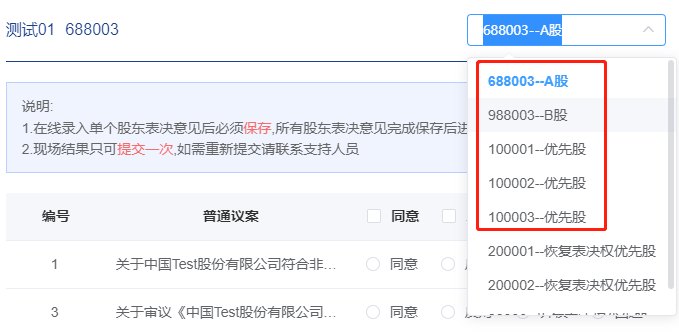 测试01 688003
688003--A股
688003--A股
988003--B股
100001--优先股
100002--优先股
100003--优先股
200001--恢复表决权优先股
200002--恢复表决权优先股
说明:
1.在线录入单个股东表决意见后必须保存,所有股东表决意见完成保存后进
2.现场结果只可提交一次,如需重新提交请联系支持人员
编号 普通议案 同意
1 关于中国Test股份有限公司符合非... 同意
3 关于审议《中国Test股份有限公司... 同意